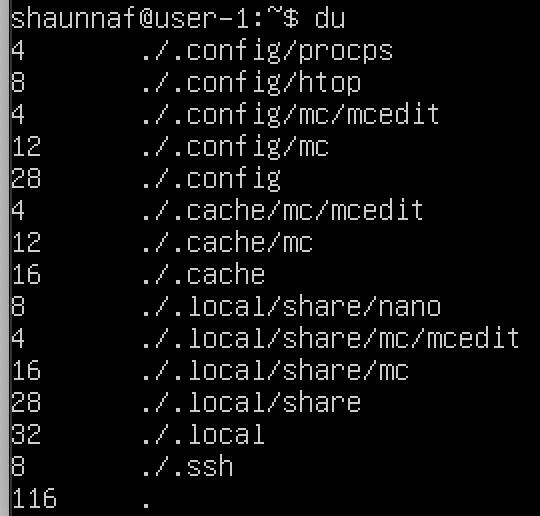 shaunnaf@user-1:~$ du
4 ./.config/procps
8 ./.config/htop
4 ./.config/mc/mcedit
12 ./.config/mc
28 ./.config
4 ./.cache/mc/mcedit
12 ./.cache/mc
16 ./.cache
8 ./.local/share/nano
4 ./.local/share/mc/mcedit
16 ./.local/share/mc
28 ./.local/share
32 ./.local
8 ./.ssh
116 .